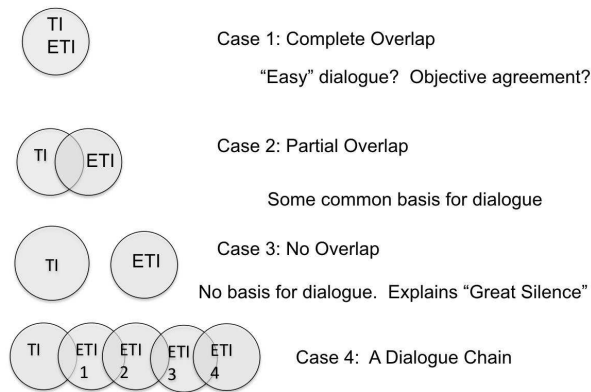 TI
ETI
Case 1: Complete Overlap
“Easy” dialogue? Objective agreement?
TI
ETI
Case 2: Partial Overlap
Some common basis for dialogue
TI
ETI
Case 3: No Overlap
No basis for dialogue. Explains “Great Silence”
TI
ETI
1
ETI
2
ETI
3
ETI
4
Case 4: A Dialogue Chain